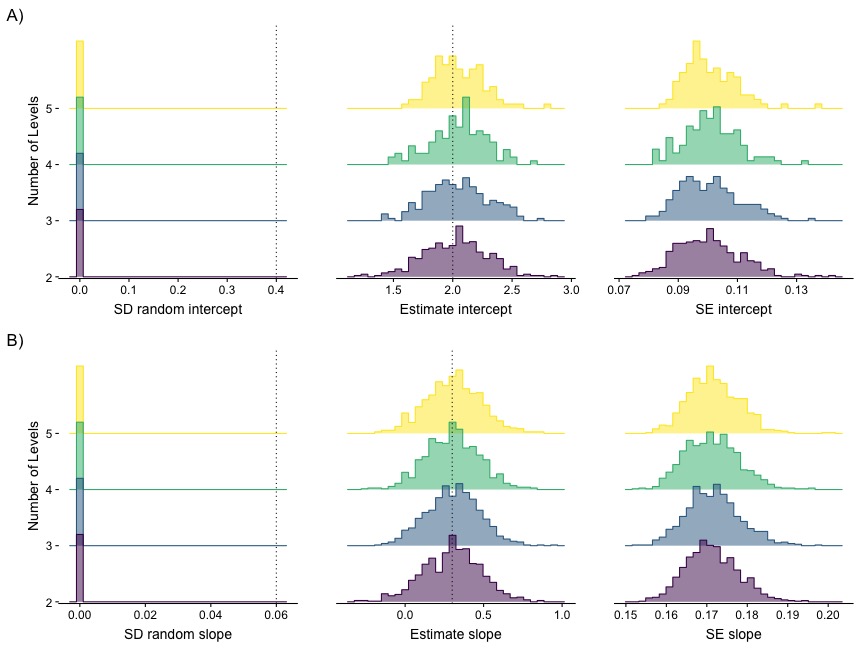 A)
Number of Levels
5
4
3
2
0.0 0.1 0.2 0.3 0.4
SD random intercept
1.5 2.0 2.5 3.0
Estimate intercept
0.07 0.09 0.11 0.13
SE intercept
B)
Number of Levels
5
4
3
2
0.00 0.02 0.04 0.06
SD random slope
0.0 0.5 1.0
Estimate slope
0.15 0.16 0.17 0.18 0.19 0.20
SE slope